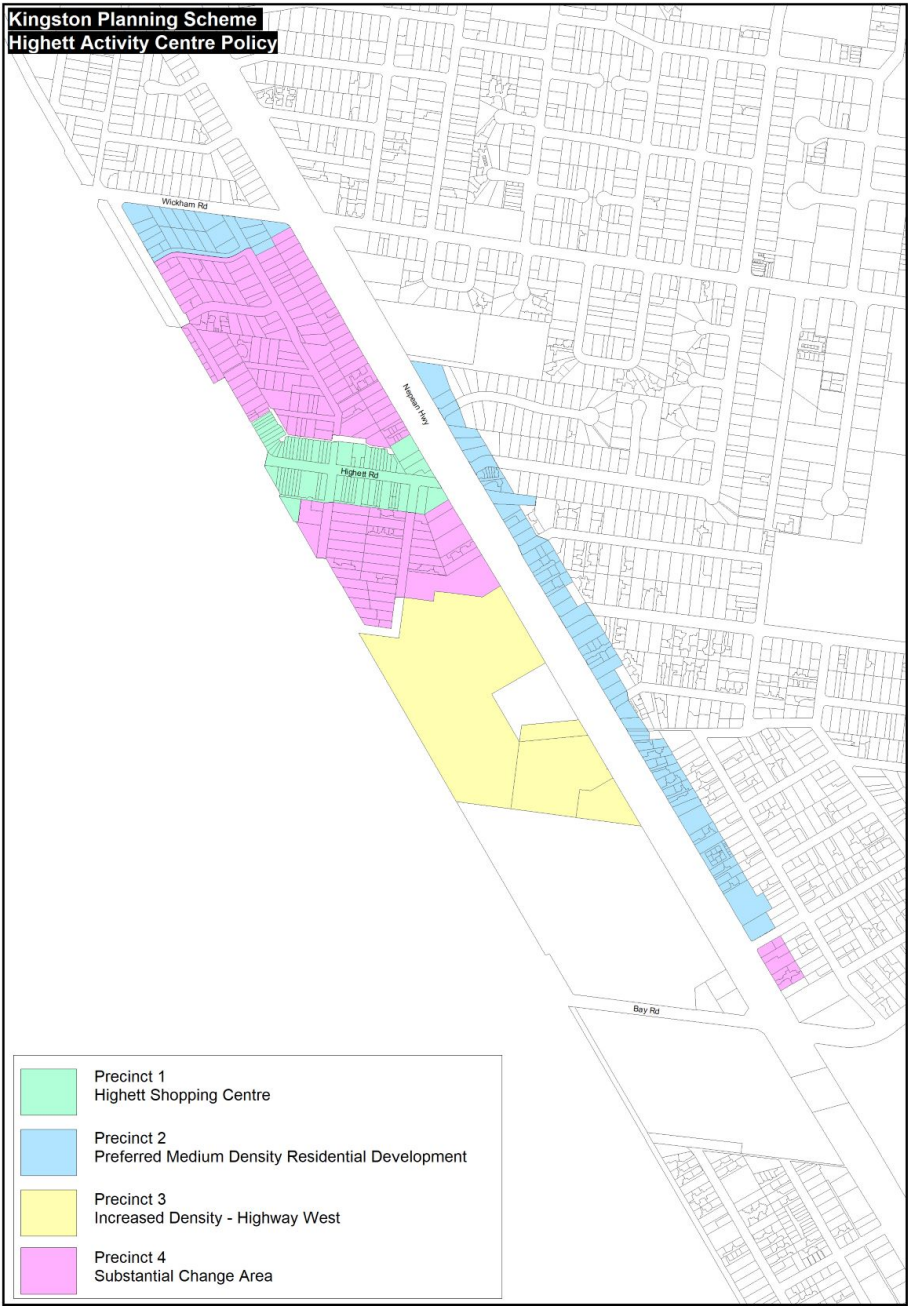 Kingston Planning Scheme
Highett Activity Centre Policy
Wickham Rd
Nepean Hwy
Highett Rd
Bay Rd
Precinct 1
Highett Shopping Centre
Precinct 2
Preferred Medium Density Residential Development
Precinct 3
Increased Density - Highway West
Precinct 4
Substantial Change Area